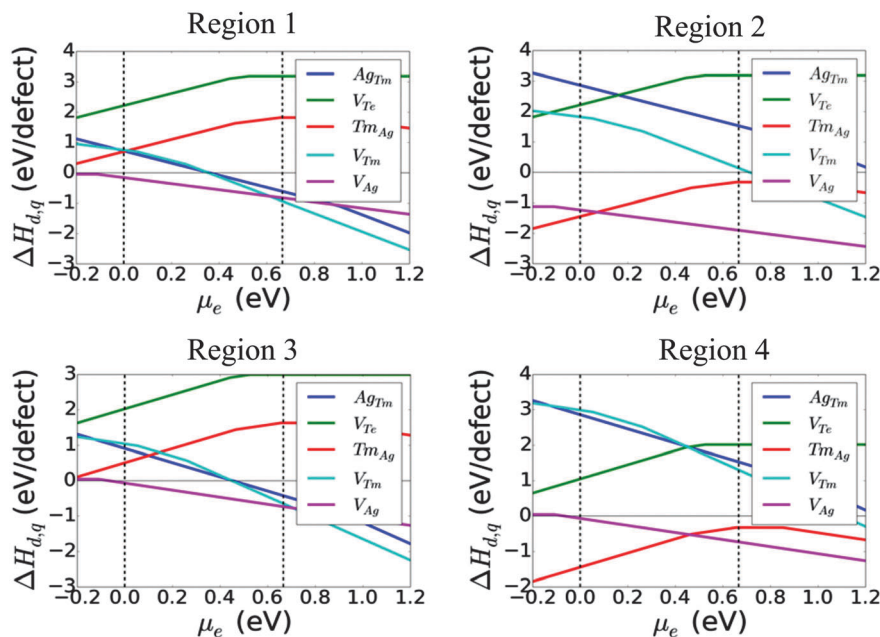 Region 1
4
3
2
1
0
−1
−2
−3
−0.2 0.0 0.2 0.4 0.6 0.8 1.0 1.2
ΔH_{d,q} (eV/defect)
μ_e (eV)
Ag_{Tm}
V_{Te}
Tm_{Ag}
V_{Tm}
V_{Ag}
Region 2
4
3
2
1
0
−1
−2
−3
−0.2 0.0 0.2 0.4 0.6 0.8 1.0 1.2
ΔH_{d,q} (eV/defect)
μ_e (eV)
Ag_{Tm}
V_{Te}
Tm_{Ag}
V_{Tm}
V_{Ag}
Region 3
3
2
1
0
−1
−2
−3
−0.2 0.0 0.2 0.4 0.6 0.8 1.0 1.2
ΔH_{d,q} (eV/defect)
μ_e (eV)
Ag_{Tm}
V_{Te}
Tm_{Ag}
V_{Tm}
V_{Ag}
Region 4
4
3
2
1
0
−1
−2
−0.2 0.0 0.2 0.4 0.6 0.8 1.0 1.2
ΔH_{d,q} (eV/defect)
μ_e (eV)
Ag_{Tm}
V_{Te}
Tm_{Ag}
V_{Tm}
V_{Ag}